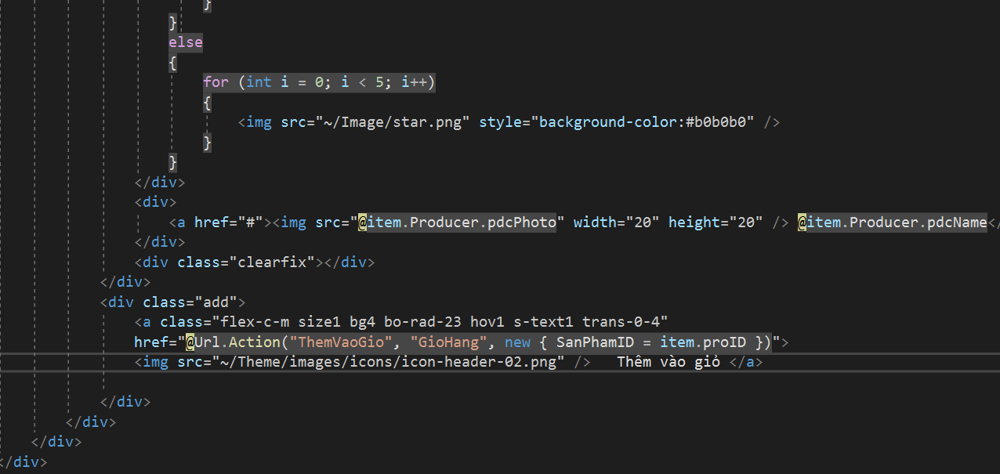 }
}
else
{
for (int i = 0; i < 5; i++)
{
<img src="~/Image/star.png" style="background-color:#b0b0b0" />
}
}
</div>
<div>
<a href="#"><img src="@item.Producer.pdcPhoto" width="20" height="20" /> @item.Producer.pdcName</
</div>
<div class="clearfix"></div>
</div>
<div class="add">
<a class="flex-c-m size1 bg4 bo-rad-23 hov1 s-text1 trans-0-4"
href="@Url.Action("ThemVaoGio", "GioHang", new { SanPhamID = item.proID })">
<img src="~/Theme/images/icons/icon-header-02.png" />   Thêm vào giỏ </a>
</div>
</div>
</div>
</div>